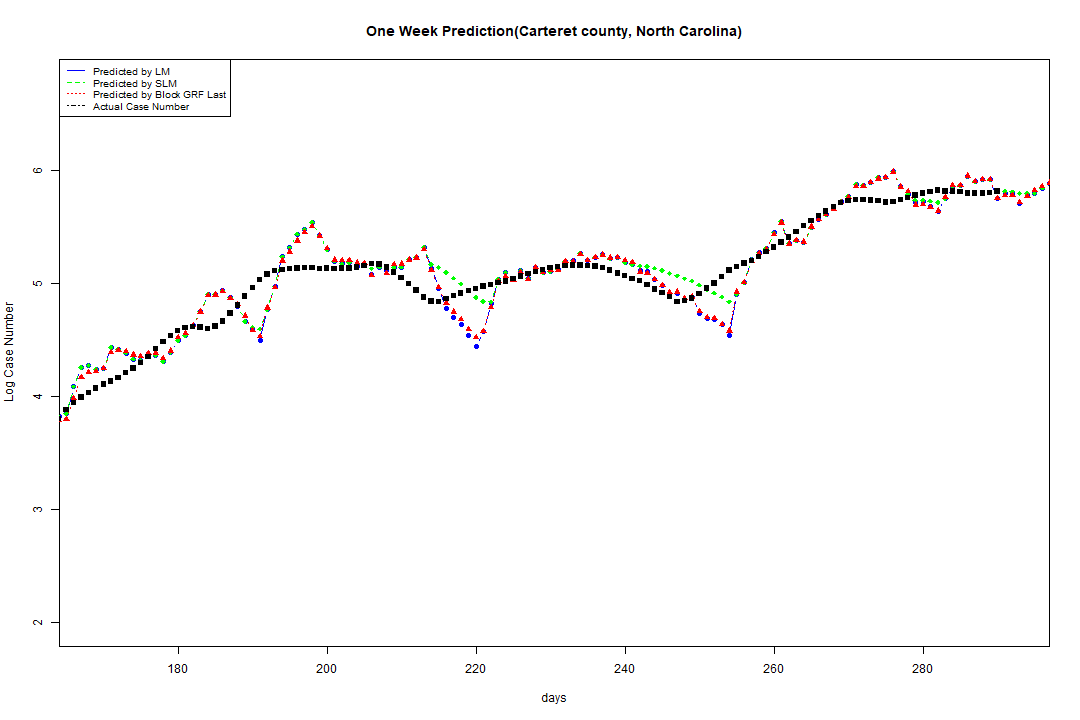 One Week Prediction(Carteret county, North Carolina)
Predicted by LM
Predicted by SLM
Predicted by Block GRF Last
Actual Case Number
6
5
4
3
2
Log Case Number
180 200 220 240 260 280
days